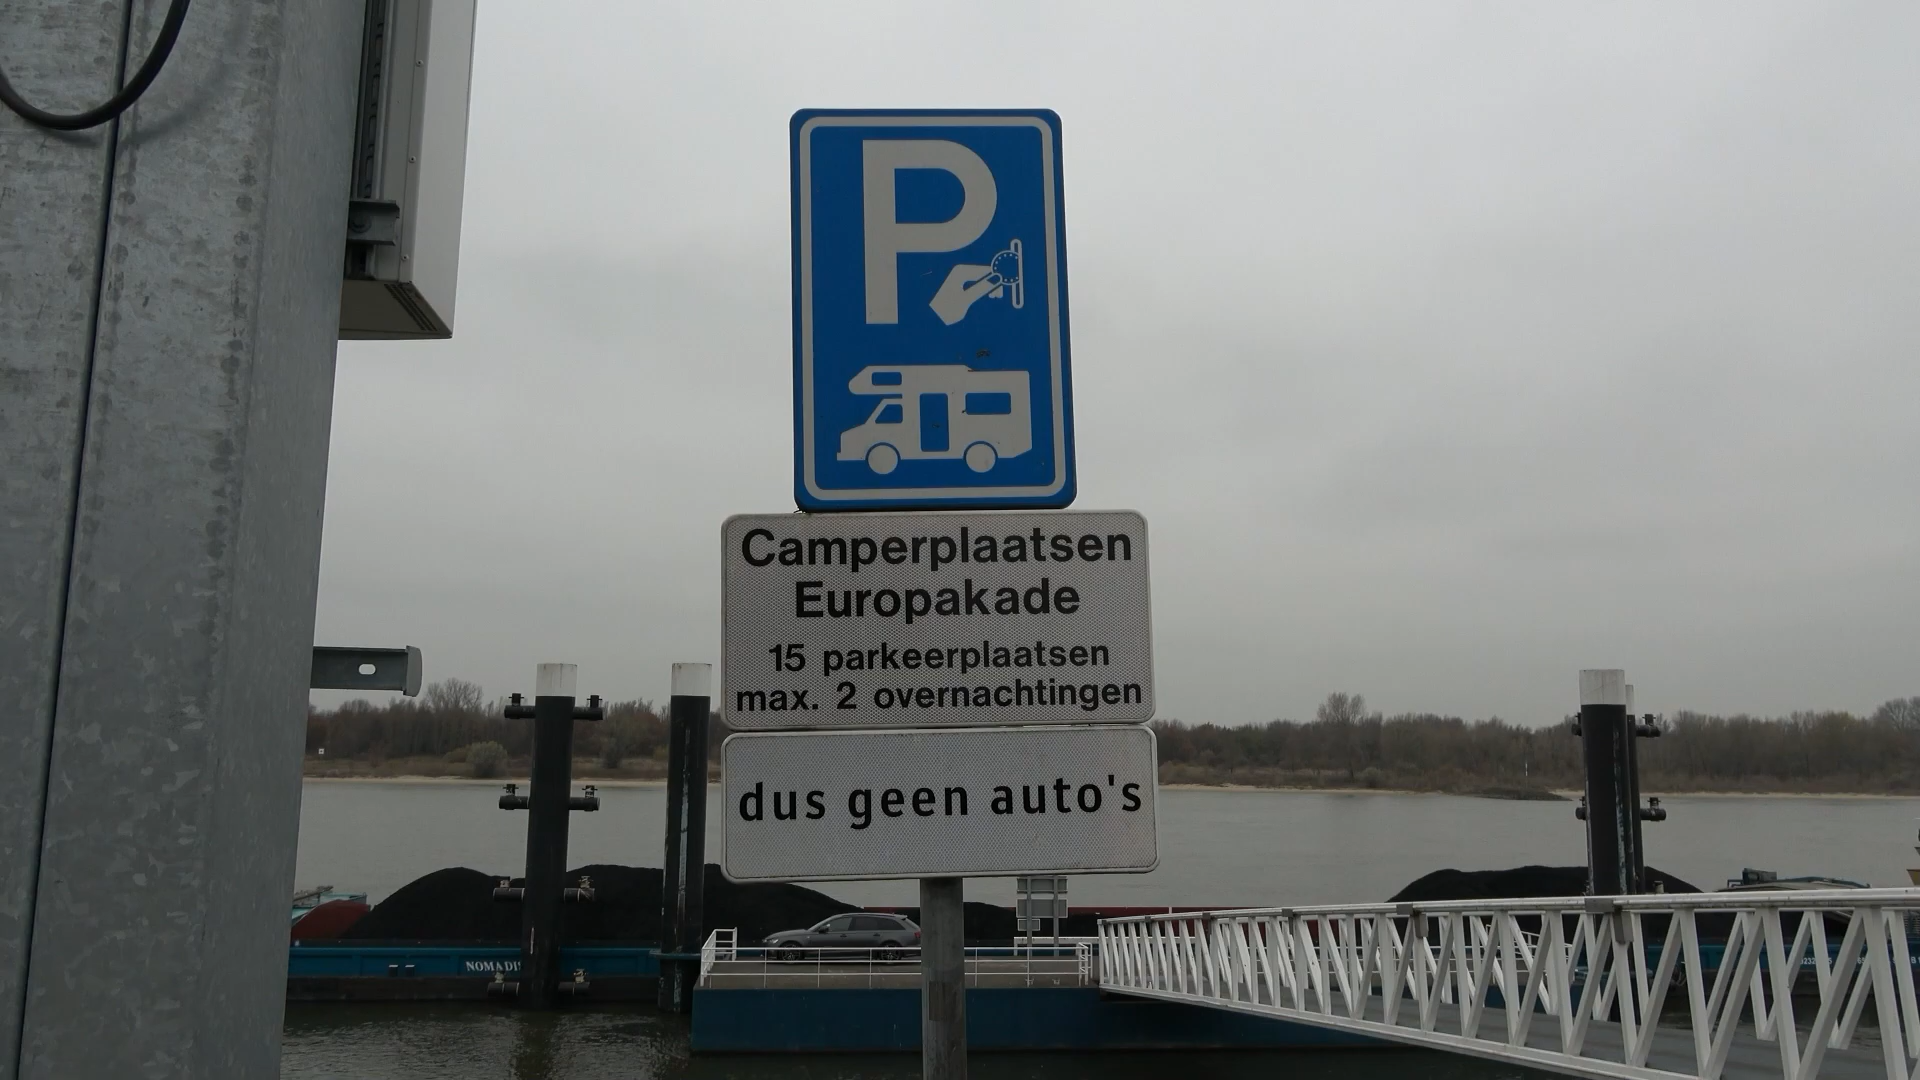 P
Camperplaatsen
Europakade
15 parkeerplaatsen
max. 2 overnachtingen
dus geen auto's